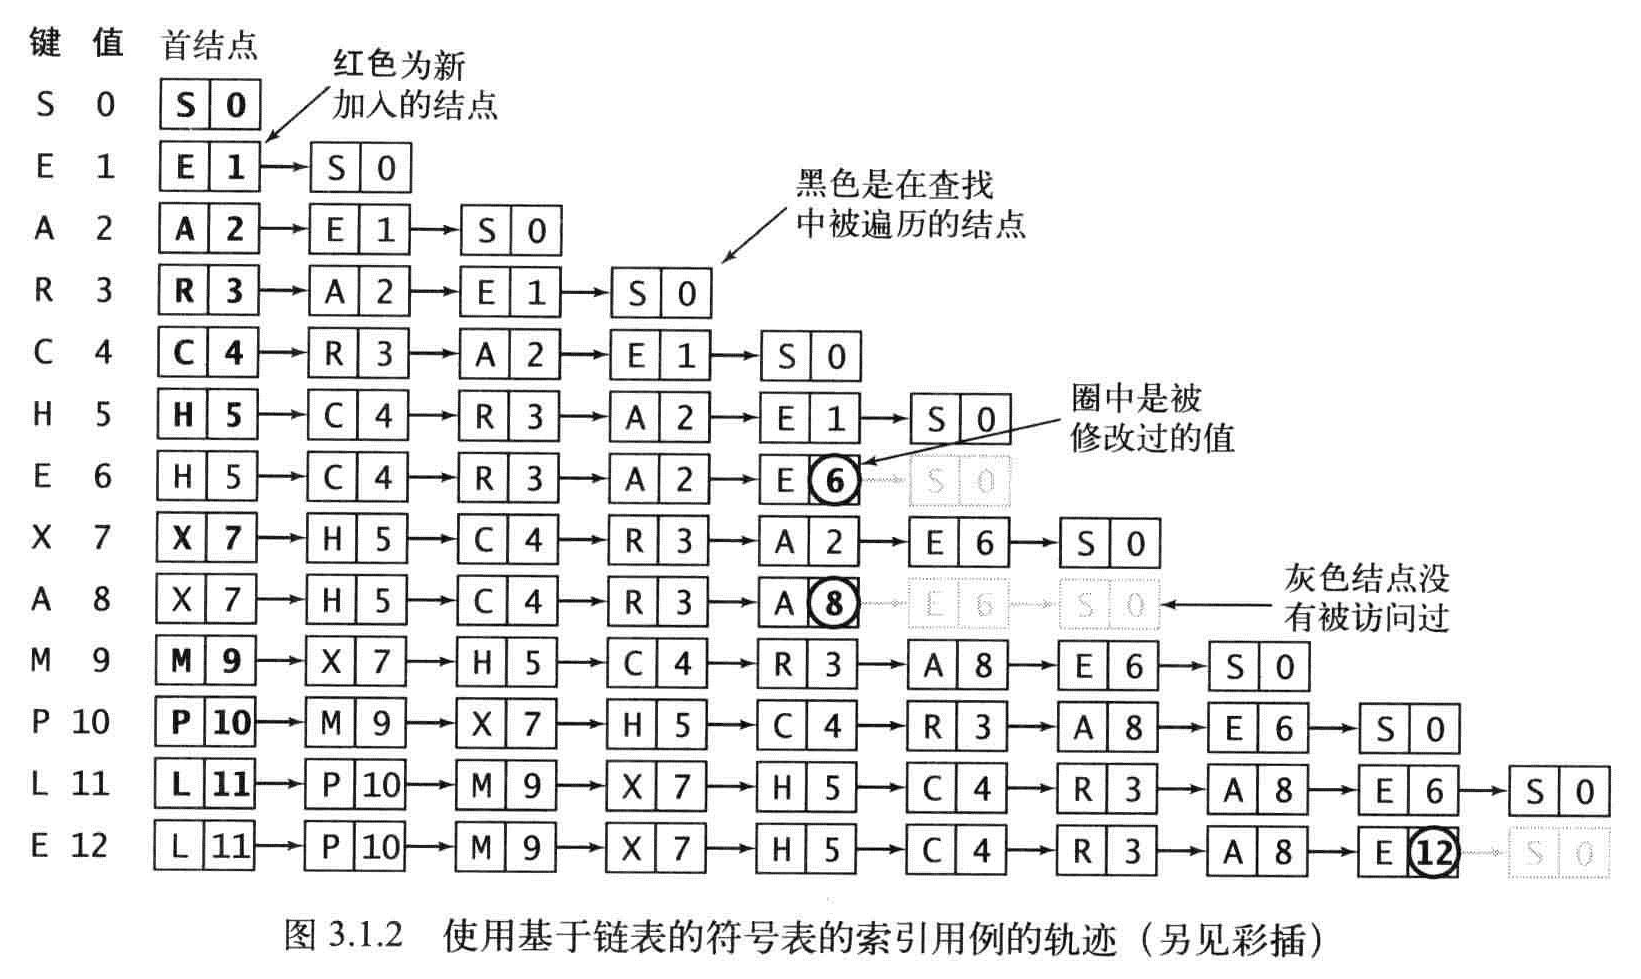 键 值 首结点
红色为新
加入的结点
S 0 S 0
E 1 E 1 S 0
黑色是在查找
中被遍历的结点
A 2 A 2 E 1 S 0
R 3 R 3 A 2 E 1 S 0
C 4 C 4 R 3 A 2 E 1 S 0
圈中是被
修改过的值
H 5 H 5 C 4 R 3 A 2 E 1 S 0
E 6 H 5 C 4 R 3 A 2 E 6 S 0
X 7 X 7 H 5 C 4 R 3 A 2 E 6 S 0
灰色结点没
有被访问过
A 8 X 7 H 5 C 4 R 3 A 8 E 6 S 0
M 9 M 9 X 7 H 5 C 4 R 3 A 8 E 6 S 0
P 10 P 10 M 9 X 7 H 5 C 4 R 3 A 8 E 6 S 0
L 11 L 11 P 10 M 9 X 7 H 5 C 4 R 3 A 8 E 6 S 0
E 12 L 11 P 10 M 9 X 7 H 5 C 4 R 3 A 8 E 12 S 0
图 3.1.2 使用基于链表的符号表的索引用例的轨迹（另见彩插）